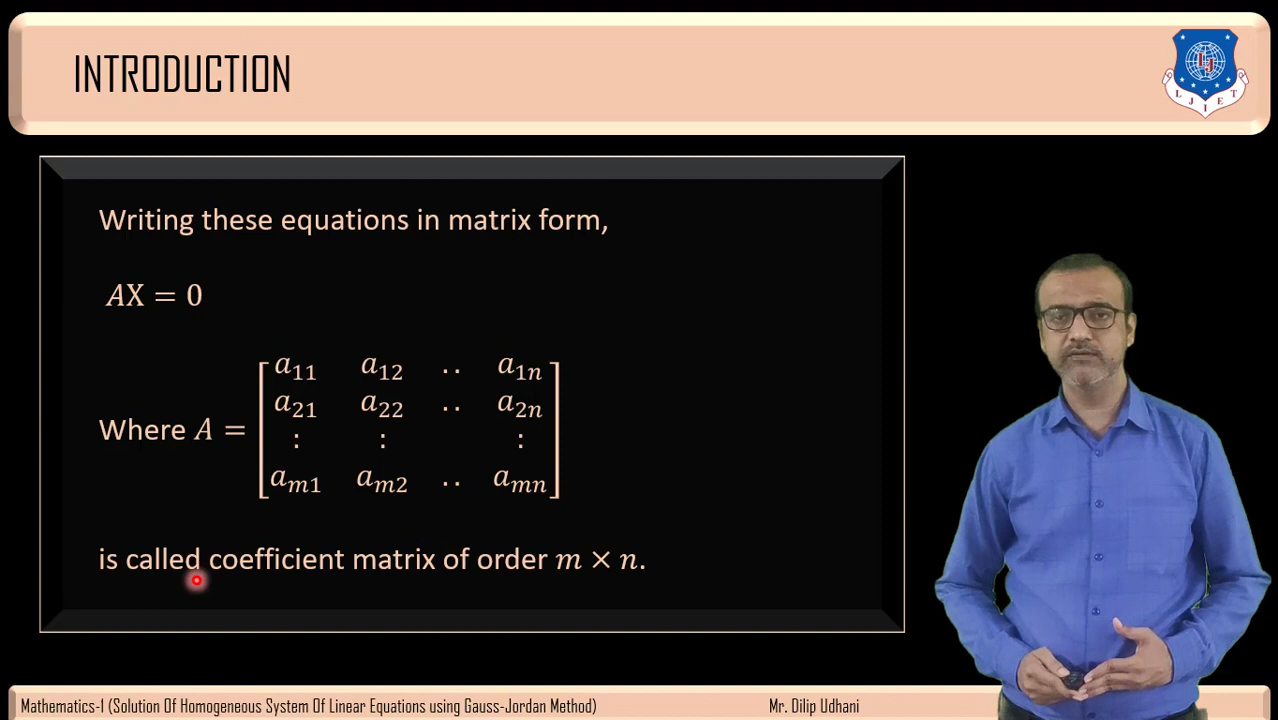 INTRODUCTION
L J I E T
Writing these equations in matrix form,
AX = 0
Where A = [a₁₁ a₁₂ .. a₁ₙ
a₂₁ a₂₂ .. a₂ₙ
: : :
aₘ₁ aₘ₂ .. aₘₙ]
is called coefficient matrix of order m × n.
Mathematics-1 (Solution Of Homogeneous System Of Linear Equations using Gauss-Jordan Method) Mr. Dilip Udhani